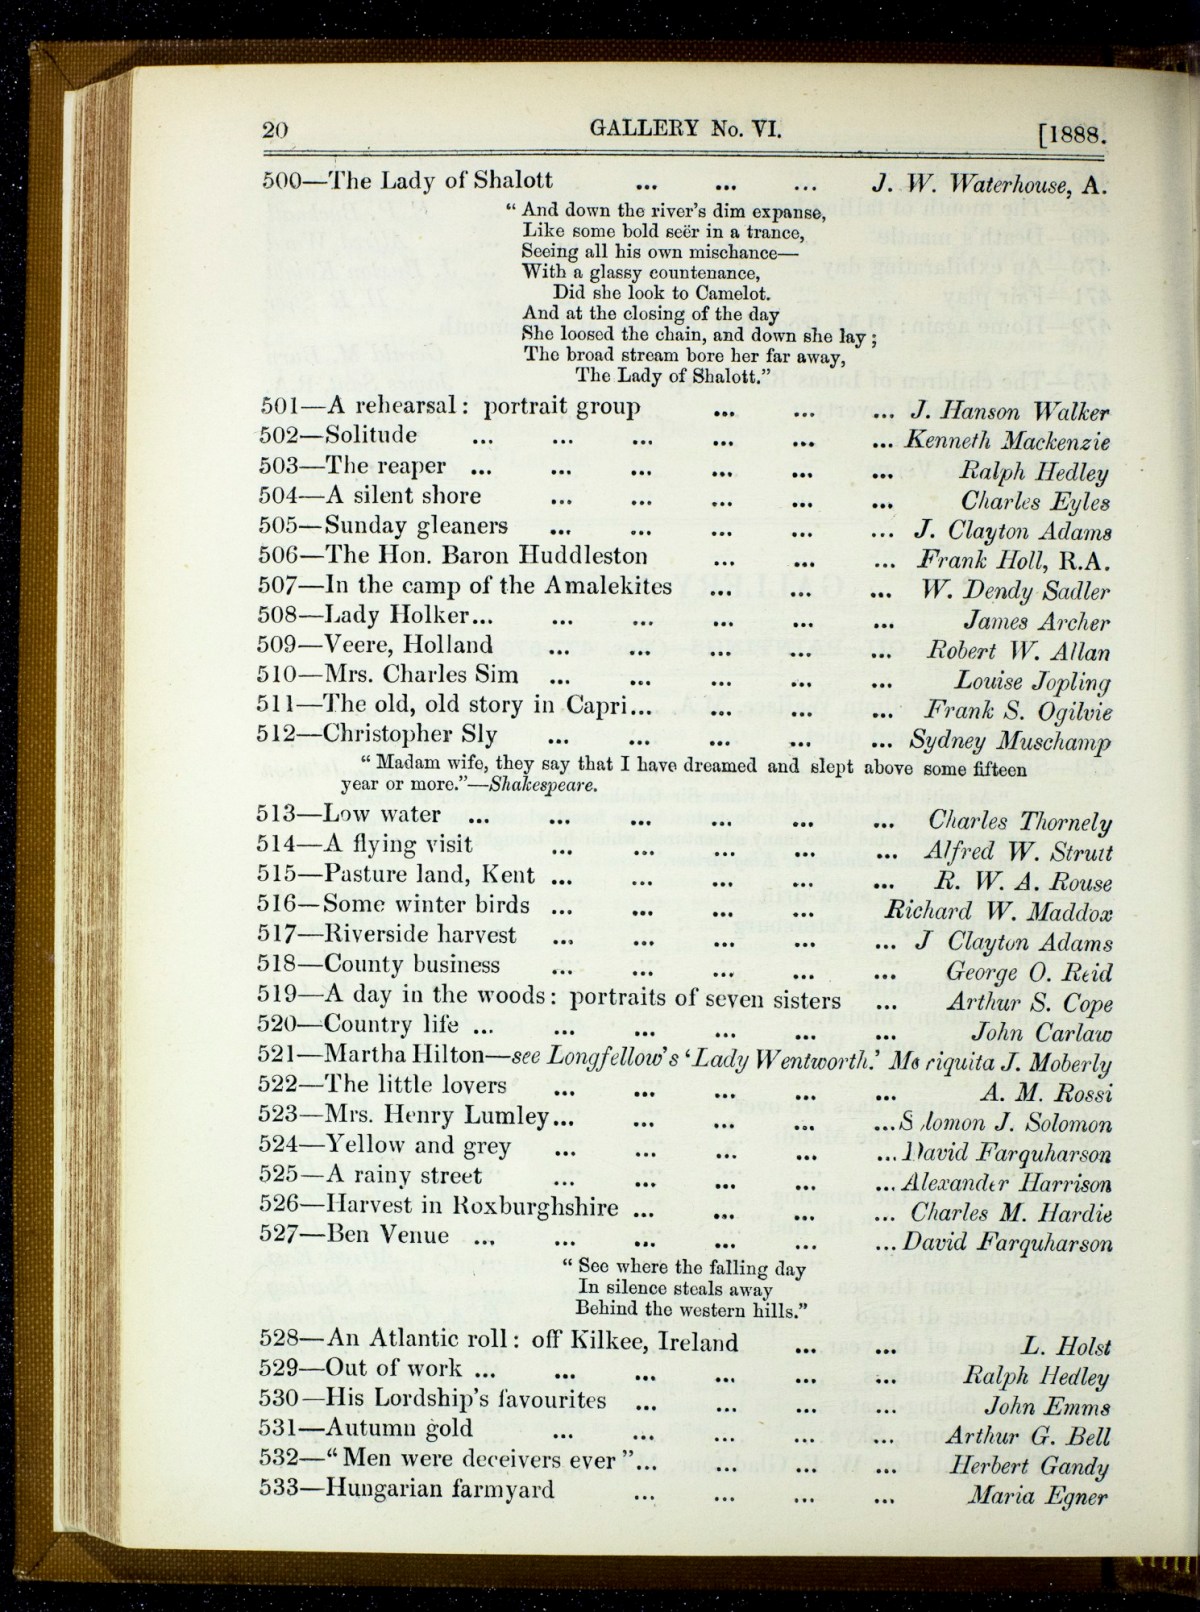 20 GALLERY No. VI. [1888.
500—The Lady of Shalott ... ... ... J. W. Waterhouse, A.
“ And down the river's dim expanse,
Like some bold seër in a trance,
Seeing all his own mischance—
With a glassy countenance,
Did she look to Camelot.
And at the closing of the day
She loosed the chain, and down she lay ;
The broad stream bore her far away,
The Lady of Shalott.”
501—A rehearsal : portrait group ... ... ... J. Hanson Walker
502—Solitude ... ... ... ... ... ... Kenneth Mackenzie
503—The reaper ... ... ... ... ... ... Ralph Hedley
504—A silent shore ... ... ... ... ... Charles Eyles
505—Sunday gleaners ... ... ... ... ... J. Clayton Adams
506—The Hon. Baron Huddleston ... ... ... Frank Holl, R.A.
507—In the camp of the Amalekites ... ... ... W. Dendy Sadler
508—Lady Holker... ... ... ... ... ... James Archer
509—Veere, Holland ... ... ... ... ... Robert W. Allan
510—Mrs. Charles Sim ... ... ... ... ... Louise Jopling
511—The old, old story in Capri... ... ... ... Frank S. Ogilvie
512—Christopher Sly ... ... ... ... ... Sydney Muschamp
“ Madam wife, they say that I have dreamed and slept above some fifteen
year or more.”—Shakespeare.
513—Low water ... ... ... ... ... ... Charles Thornely
514—A flying visit ... ... ... ... ... Alfred W. Strutt
515—Pasture land, Kent ... ... ... ... ... R. W. A. Rouse
516—Some winter birds ... ... ... ... Richard W. Maddox
517—Riverside harvest ... ... ... ... ... J Clayton Adams
518—County business ... ... ... ... ... George O. Reid
519—A day in the woods : portraits of seven sisters ... Arthur S. Cope
520—Country life ... ... ... ... ... ... John Carlaw
521—Martha Hilton—see Longfellow's ‘Lady Wentworth.’ Mariquita J. Moberly
522—The little lovers ... ... ... ... ... A. M. Rossi
523—Mrs. Henry Lumley... ... ... ... ...Solomon J. Solomon
524—Yellow and grey ... ... ... ... ... David Farquharson
525—A rainy street ... ... ... ... ... Alexander Harrison
526—Harvest in Roxburghshire ... ... ... ... Charles M. Hardie
527—Ben Venue ... ... ... ... ... ... David Farquharson
“ See where the falling day
In silence steals away
Behind the western hills.”
528—An Atlantic roll : off Kilkee, Ireland ... ... L. Holst
529—Out of work ... ... ... ... ... ... Ralph Hedley
530—His Lordship's favourites ... ... ... ... John Emms
531—Autumn gold ... ... ... ... ... Arthur G. Bell
532—“ Men were deceivers ever ”... ... ... ... Herbert Gandy
533—Hungarian farmyard ... ... ... ... Maria Egner